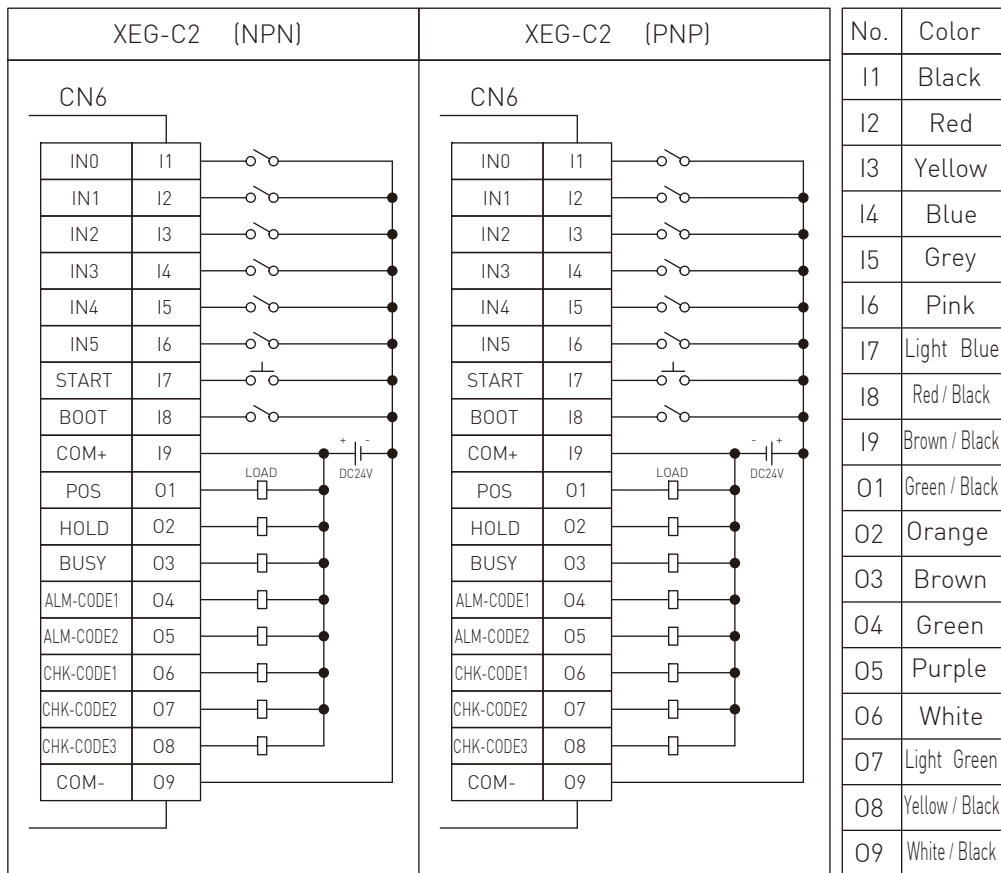 XEG-C2 (NPN)
CN6
IN0 I1
IN1 I2
IN2 I3
IN3 I4
IN4 I5
IN5 I6
START I7
BOOT I8
COM+ I9 + -
DC24V
LOAD
POS O1
HOLD O2
BUSY O3
ALM-CODE1 O4
ALM-CODE2 O5
CHK-CODE1 O6
CHK-CODE2 O7
CHK-CODE3 O8
COM- O9
XEG-C2 (PNP)
CN6
IN0 I1
IN1 I2
IN2 I3
IN3 I4
IN4 I5
IN5 I6
START I7
BOOT I8
COM+ I9 - +
DC24V
LOAD
POS O1
HOLD O2
BUSY O3
ALM-CODE1 O4
ALM-CODE2 O5
CHK-CODE1 O6
CHK-CODE2 O7
CHK-CODE3 O8
COM- O9
No. Color
I1 Black
I2 Red
I3 Yellow
I4 Blue
I5 Grey
I6 Pink
I7 Light Blue
I8 Red / Black
I9 Brown / Black
O1 Green / Black
O2 Orange
O3 Brown
O4 Green
O5 Purple
O6 White
O7 Light Green
O8 Yellow / Black
O9 White / Black